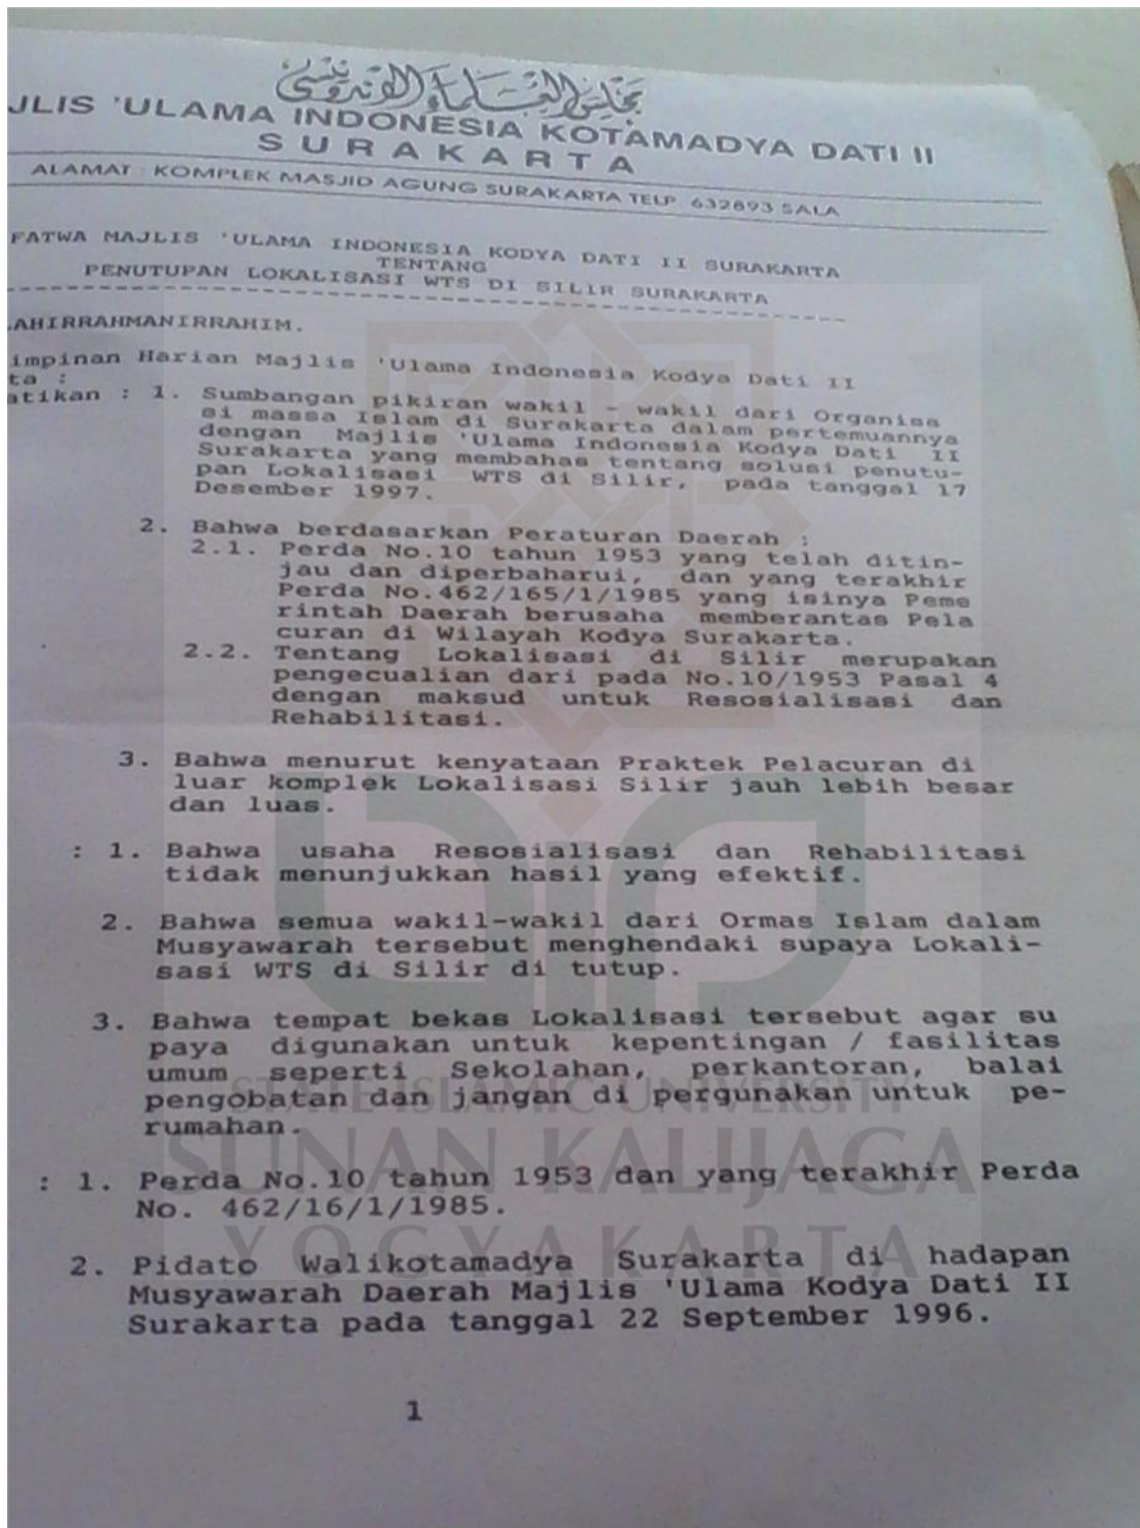 مجلس العلماء الاندونيسي
JLIS 'ULAMA INDONESIA KOTAMADYA DATI II
SURAKARTA
ALAMAT : KOMPLEK MASJID AGUNG SURAKARTA TELP. 632893 SALA
FATWA MAJLIS 'ULAMA INDONESIA KODYA DATI II SURAKARTA
TENTANG
PENUTUPAN LOKALISASI WTS DI SILIR SURAKARTA
LAHIRRAHMANIRRAHIM.
impinan Harian Majlis 'Ulama Indonesia Kodya Dati II
ta :
atikan : 1. Sumbangan pikiran wakil - wakil dari Organisa
si massa Islam di Surakarta dalam pertemuannya
dengan Majlis 'Ulama Indonesia Kodya Dati II
Surakarta yang membahas tentang solusi penutu-
pan Lokalisasi WTS di Silir, pada tanggal 17
Desember 1997.
2. Bahwa berdasarkan Peraturan Daerah :
2.1. Perda No.10 tahun 1953 yang telah ditin-
jau dan diperbaharui, dan yang terakhir
Perda No.462/165/1/1985 yang isinya Peme
rintah Daerah berusaha memberantas Pela
curan di Wilayah Kodya Surakarta.
2.2. Tentang Lokalisasi di Silir merupakan
pengecualian dari pada No.10/1953 Pasal 4
dengan maksud untuk Resosialisasi dan
Rehabilitasi.
3. Bahwa menurut kenyataan Praktek Pelacuran di
luar komplek Lokalisasi Silir jauh lebih besar
dan luas.
: 1. Bahwa usaha Resosialisasi dan Rehabilitasi
tidak menunjukkan hasil yang efektif.
2. Bahwa semua wakil-wakil dari Ormas Islam dalam
Musyawarah tersebut menghendaki supaya Lokali-
sasi WTS di Silir di tutup.
3. Bahwa tempat bekas Lokalisasi tersebut agar su
paya digunakan untuk kepentingan / fasilitas
umum seperti Sekolahan, perkantoran, balai
pengobatan dan jangan di pergunakan untuk pe-
rumahan.
STATE ISLAMIC UNIVERSITY
SUNAN KALIJAGA
YOGYAKARTA
: 1. Perda No.10 tahun 1953 dan yang terakhir Perda
No. 462/16/1/1985.
2. Pidato Walikotamadya Surakarta di hadapan
Musyawarah Daerah Majlis 'Ulama Kodya Dati II
Surakarta pada tanggal 22 September 1996.
1